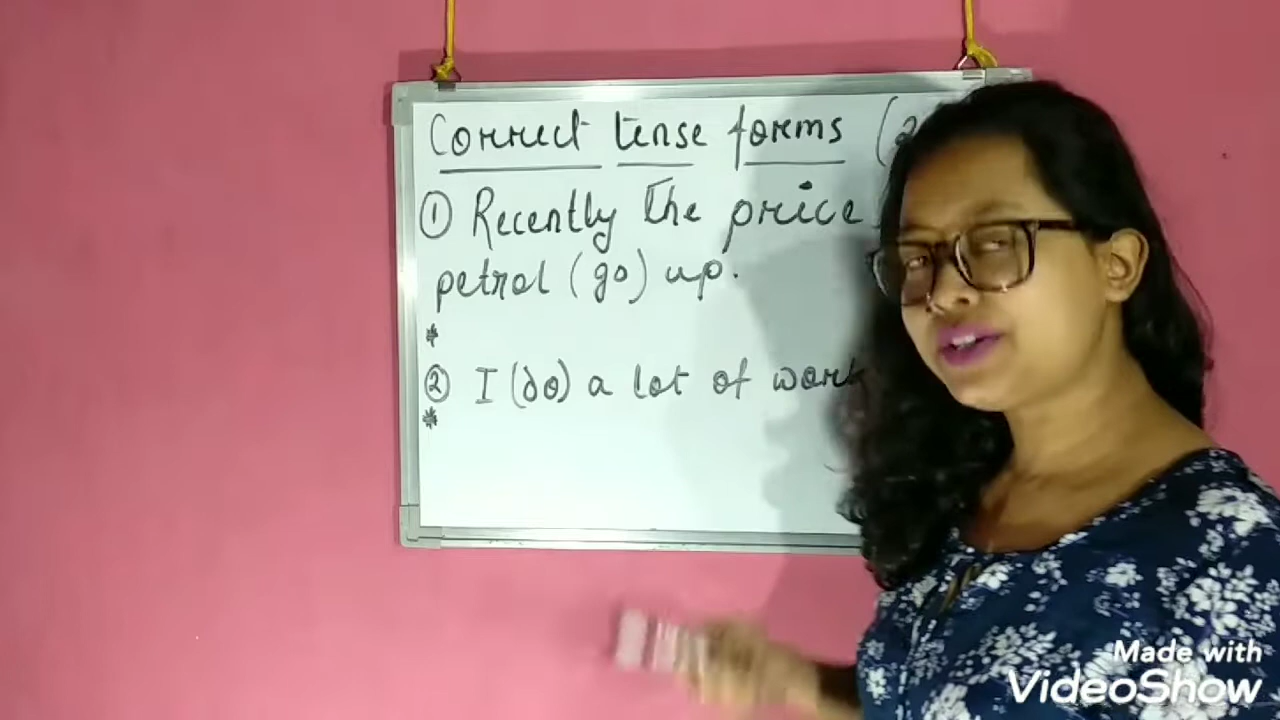 Correct tense forms (2
① Recently the price
petrol (go) up.
*
② I (do) a lot of work
*
Made with
VideoShow